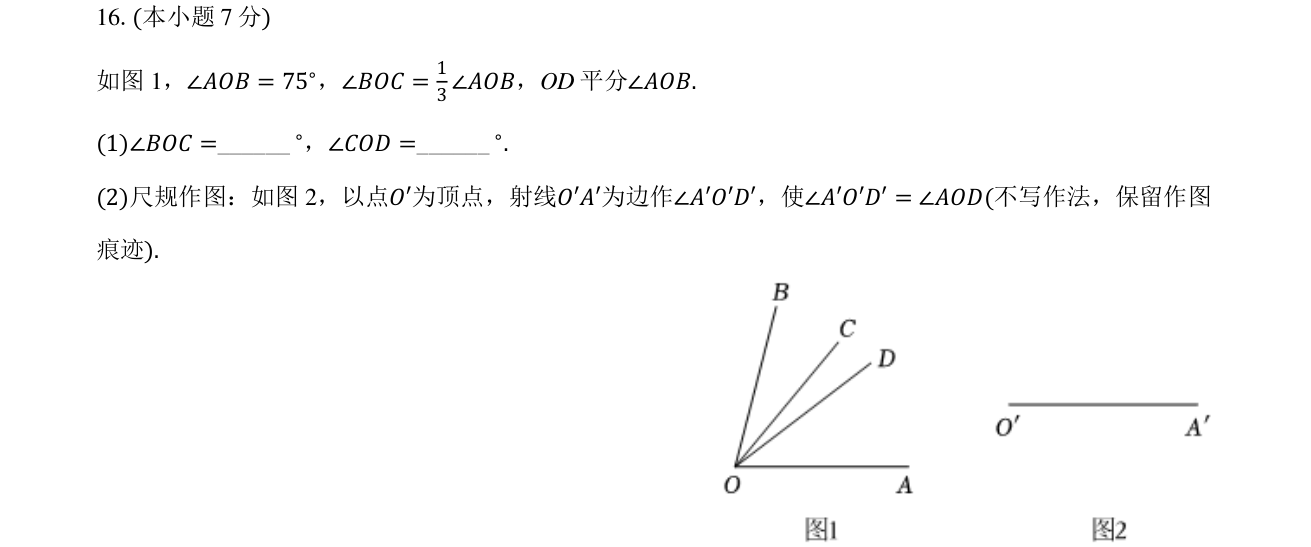 16. (本小题 7 分)
如图 1，∠AOB = 75°，∠BOC = 1/3∠AOB，OD 平分∠AOB.
(1)∠BOC =______ °，∠COD =______ °.
(2)尺规作图：如图 2，以点O′为顶点，射线O′A′为边作∠A′O′D′，使∠A′O′D′ = ∠AOD(不写作法，保留作图
痕迹).
B
C
D
O
A
O′
A′
图1
图2